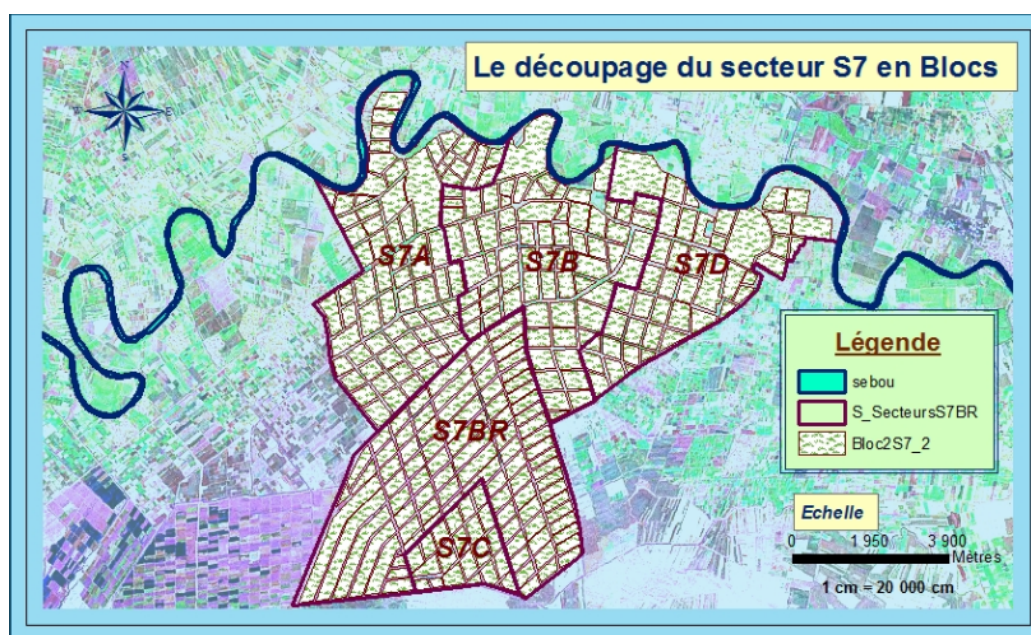 Le découpage du secteur S7 en Blocs
S7A
S7B
S7D
S7BR
S7C
Légende
sebou
S_SecteursS7BR
Bloc2S7_2
Echelle
0 1 950 3 900
Mètres
1 cm = 20 000 cm